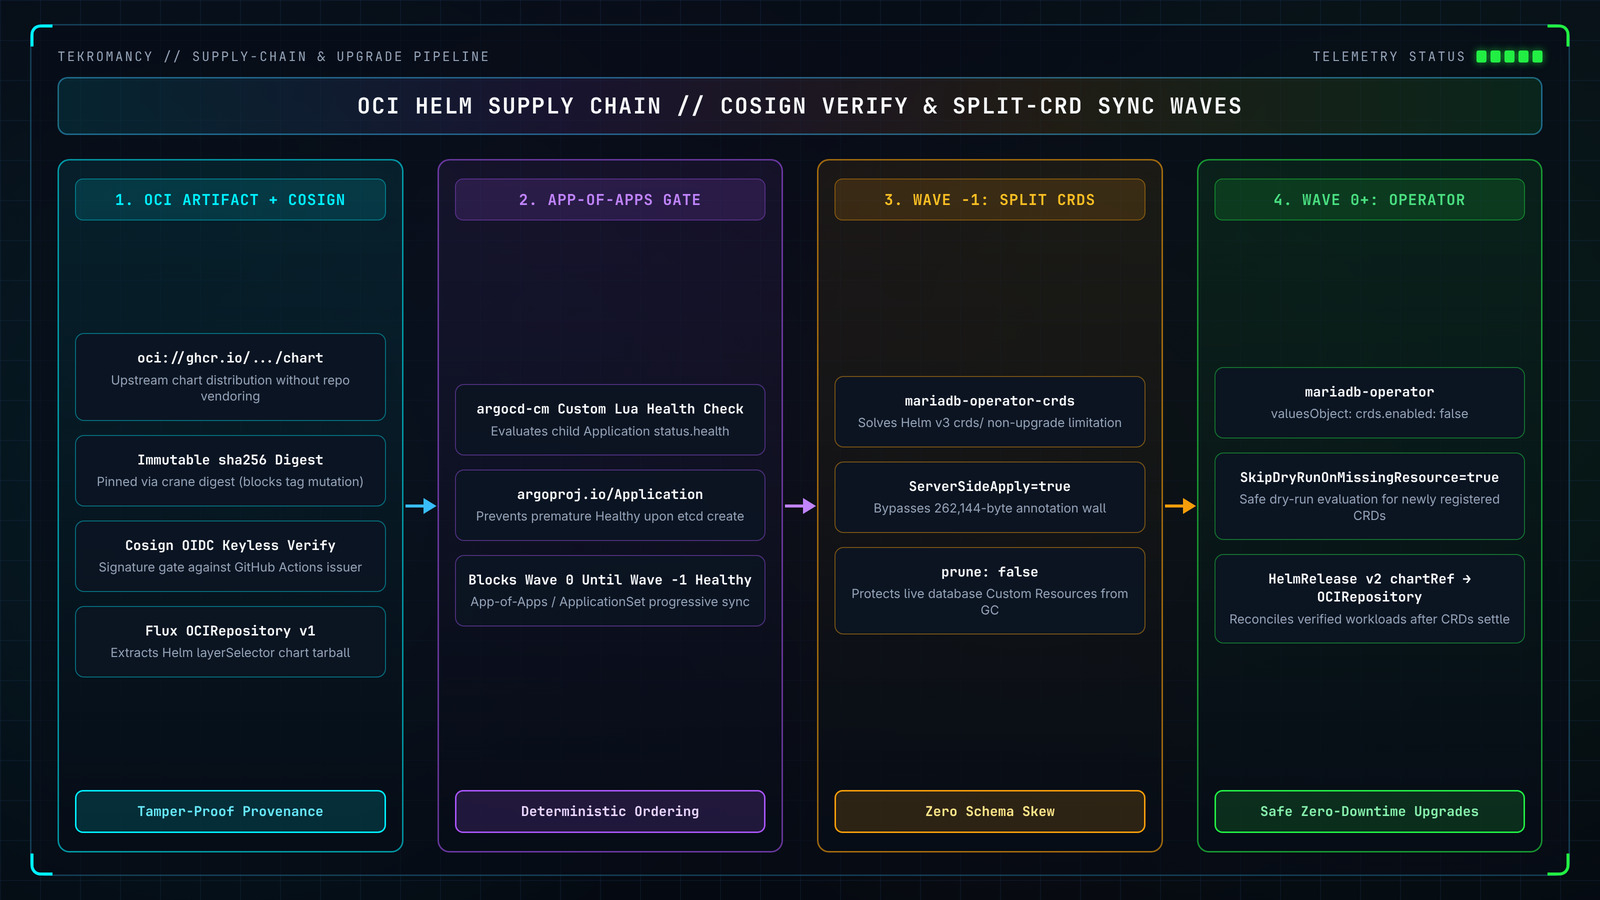 TEKROMANCY // SUPPLY-CHAIN & UPGRADE PIPELINE
TELEMETRY STATUS
OCI HELM SUPPLY CHAIN // COSIGN VERIFY & SPLIT-CRD SYNC WAVES
1. OCI ARTIFACT + COSIGN
oci://ghcr.io/.../chart
Upstream chart distribution without repo
vendoring
Immutable sha256 Digest
Pinned via crane digest (blocks tag mutation)
Cosign OIDC Keyless Verify
Signature gate against GitHub Actions issuer
Flux OCIRepository v1
Extracts Helm layerSelector chart tarball
Tamper-Proof Provenance
2. APP-OF-APPS GATE
argocd-cm Custom Lua Health Check
Evaluates child Application status.health
argoproj.io/Application
Prevents premature Healthy upon etcd create
Blocks Wave 0 Until Wave -1 Healthy
App-of-Apps / ApplicationSet progressive sync
Deterministic Ordering
3. WAVE -1: SPLIT CRDS
mariadb-operator-crds
Solves Helm v3 crds/ non-upgrade limitation
ServerSideApply=true
Bypasses 262,144-byte annotation wall
prune: false
Protects live database Custom Resources from
GC
Zero Schema Skew
4. WAVE 0+: OPERATOR
mariadb-operator
valuesObject: crds.enabled: false
SkipDryRunOnMissingResource=true
Safe dry-run evaluation for newly registered
CRDs
HelmRelease v2 chartRef →
OCIRepository
Reconciles verified workloads after CRDs settle
Safe Zero-Downtime Upgrades